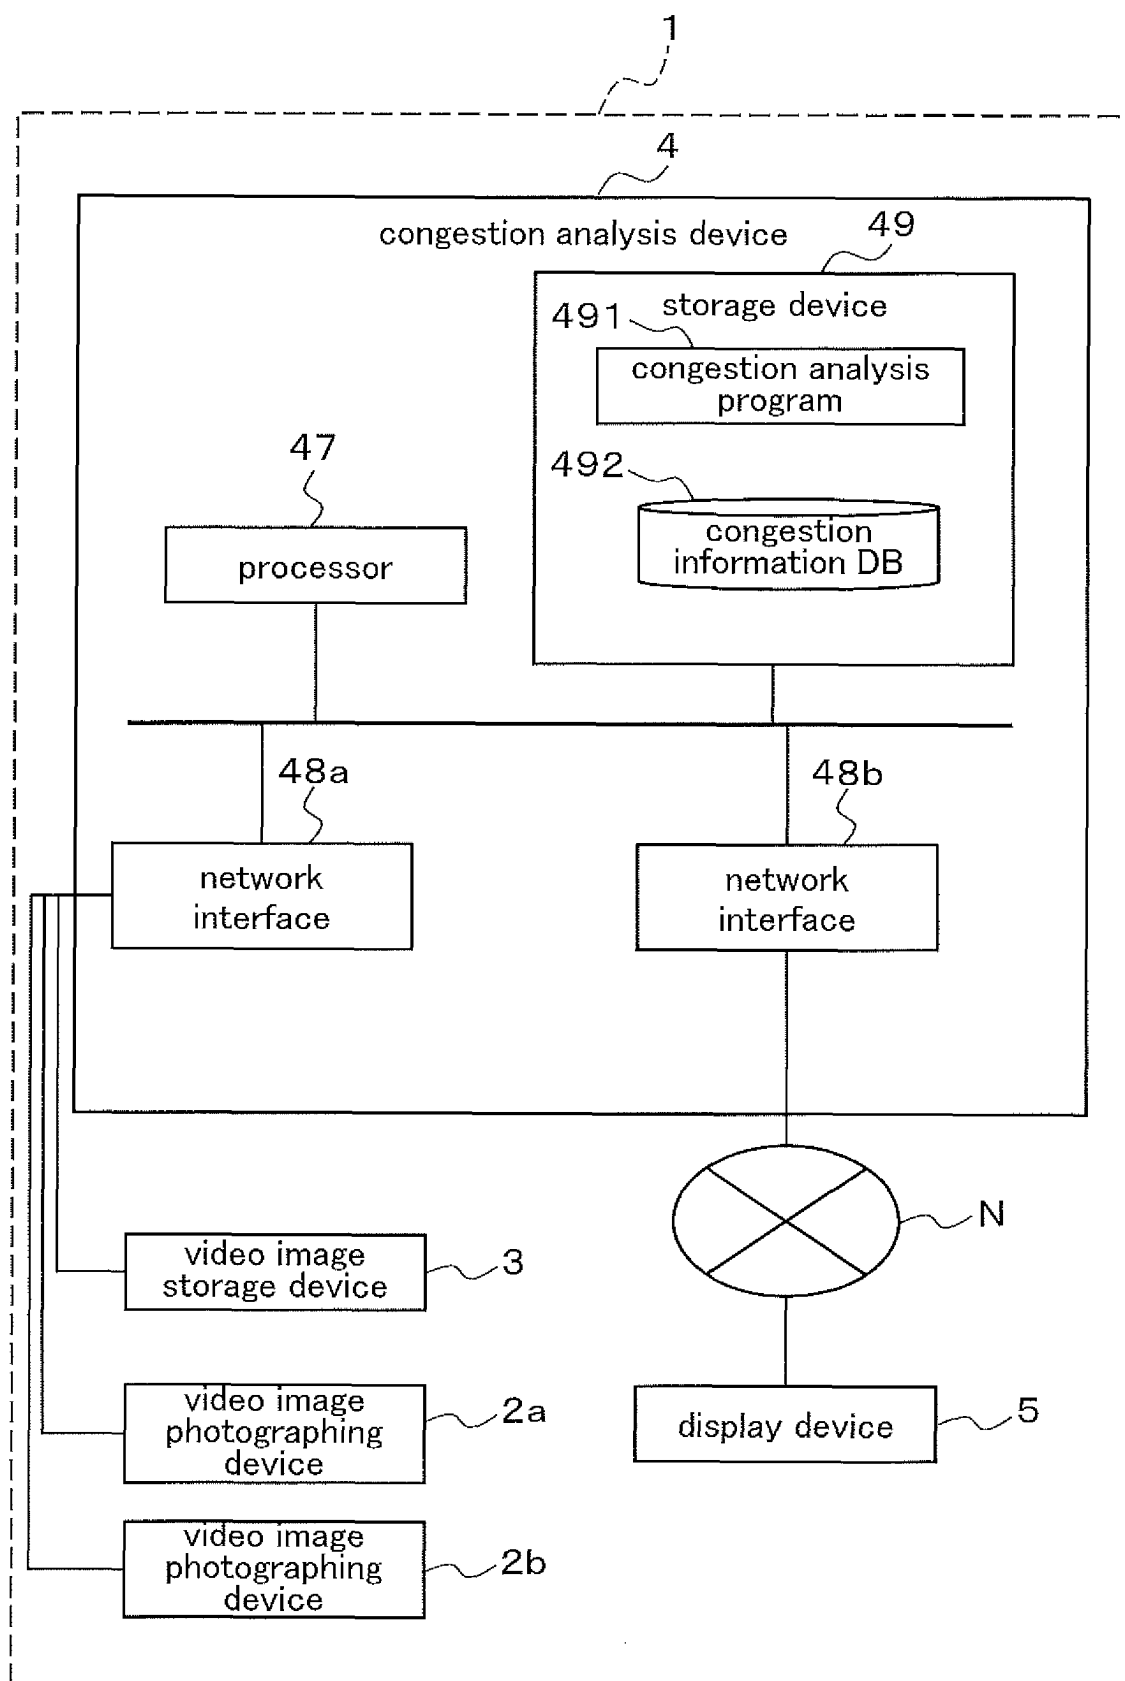 1
4
congestion analysis device
49
storage device
491
congestion analysis
program
47
492
congestion
information DB
processor
48a
48b
network
interface
network
interface
N
video image
storage device
3
video image
photographing
device
2a
display device
5
video image
photographing
device
2b